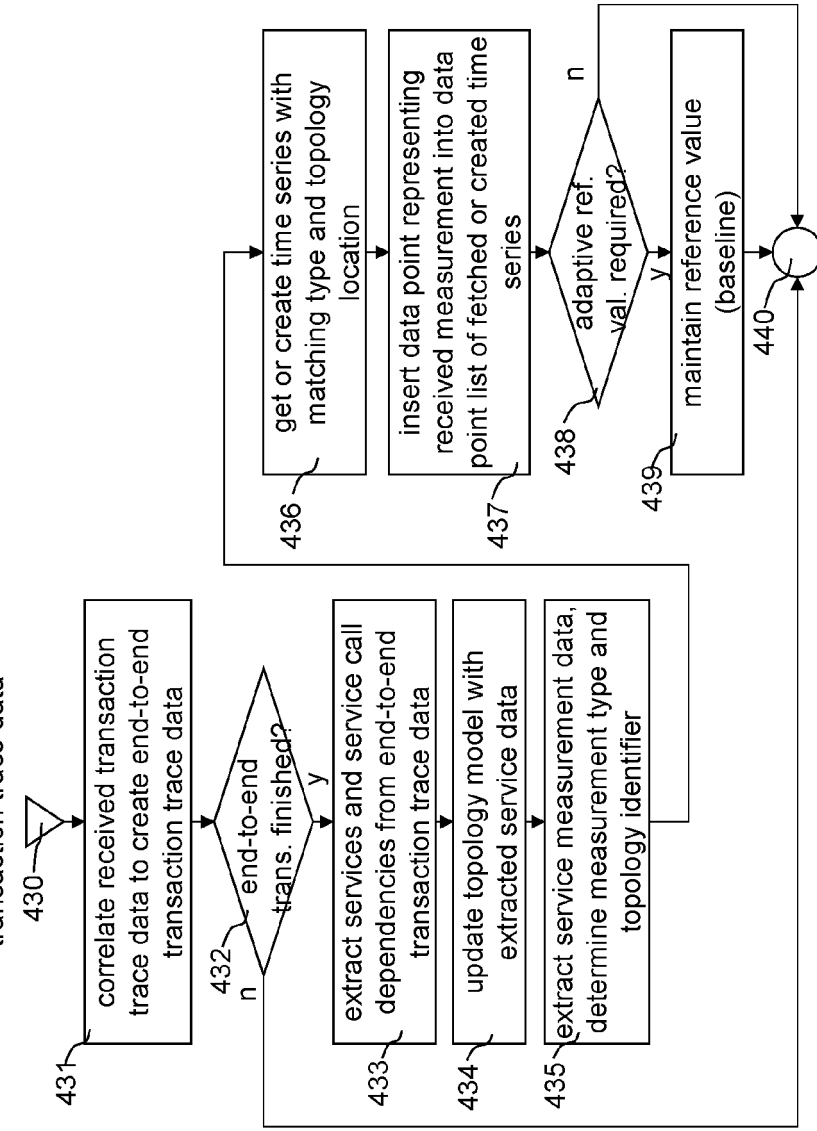 transaction trace data
430
431
correlate received transaction
trace data to create end-to-end
transaction trace data
432
end-to-end
trans. finished?
n
y
433
extract services and service call
dependencies from end-to-end
transaction trace data
434
update topology model with
extracted service data
435
extract service measurement data,
determine measurement type and
topology identifier
436
get or create time series with
matching type and topology
location
437
insert data point representing
received measurement into data
point list of fetched or created time
series
438
adaptive ref.
val. required?
n
y
439
maintain reference value
(baseline)
440